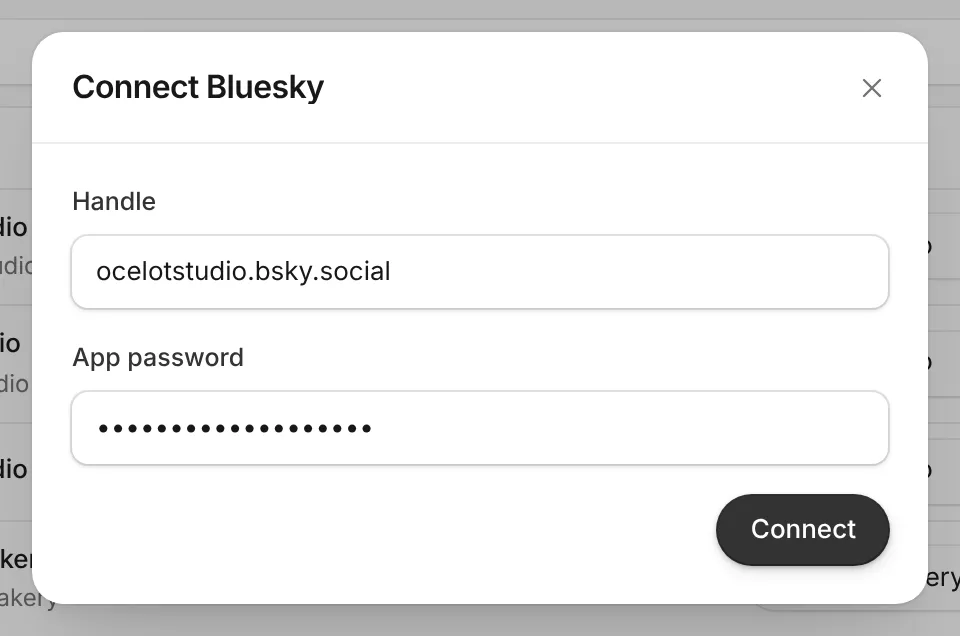 Connect Bluesky
Handle
ocelotstudio.bsky.social
App password
•••••••••••••••••••
Connect